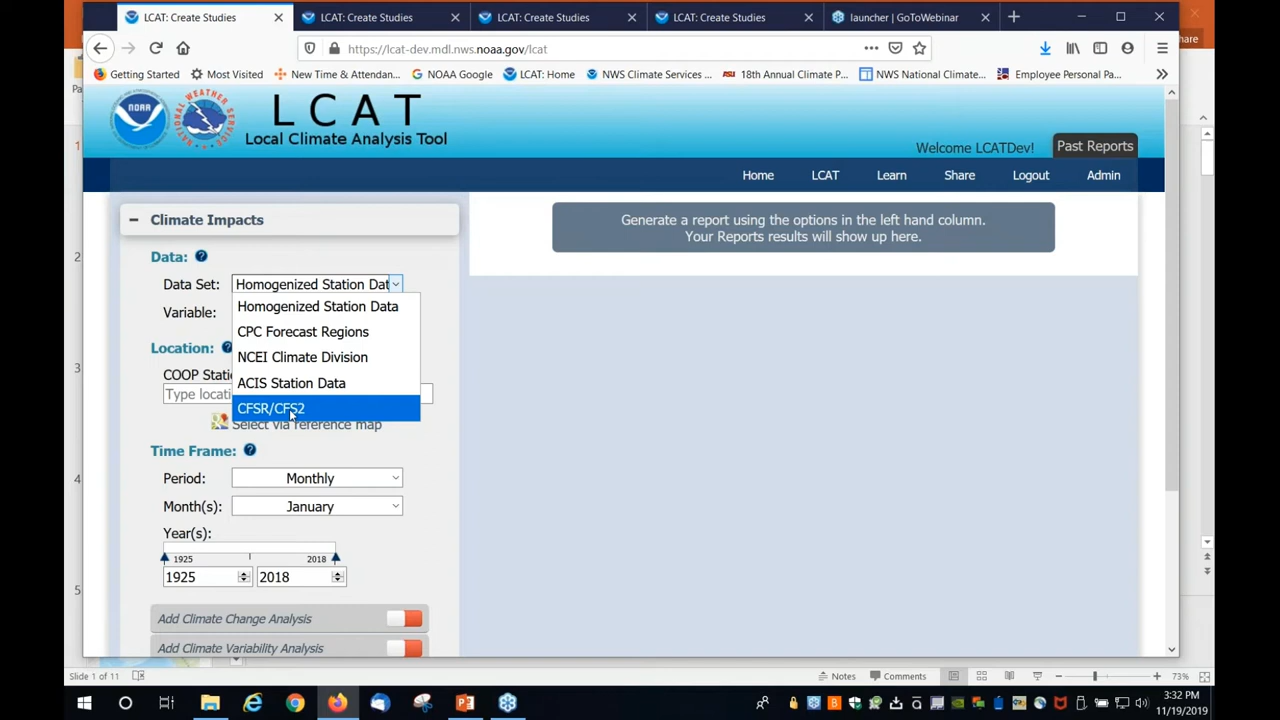 LCAT: Create Studies
LCAT: Create Studies
LCAT: Create Studies
LCAT: Create Studies
launcher | GoToWebinar
https://lcat-dev.mdl.nws.noaa.gov/lcat
Getting Started
Most Visited
New Time & Attendan...
NOAA Google
LCAT: Home
NWS Climate Services ...
18th Annual Climate P...
NWS National Climate...
Employee Personal Pa...
NOAA
LCAT
Local Climate Analysis Tool
Welcome LCATDev!
Past Reports
Home
LCAT
Learn
Share
Logout
Admin
Climate Impacts
Generate a report using the options in the left hand column.
Your Reports results will show up here.
Data:
Data Set: Homogenized Station Dat
Homogenized Station Data
Variable:
CPC Forecast Regions
Location:
NCEI Climate Division
COOP Stati
ACIS Station Data
Type locati
CFSR/CFS2
Select via reference map
Time Frame:
Period: Monthly
Month(s): January
Year(s):
1925 2018
1925 2018
Add Climate Change Analysis
Add Climate Variability Analysis
1
2
4
5
Pa
hare
Slide 1 of 11
Notes
Comments
73%
3:32 PM
11/19/2019